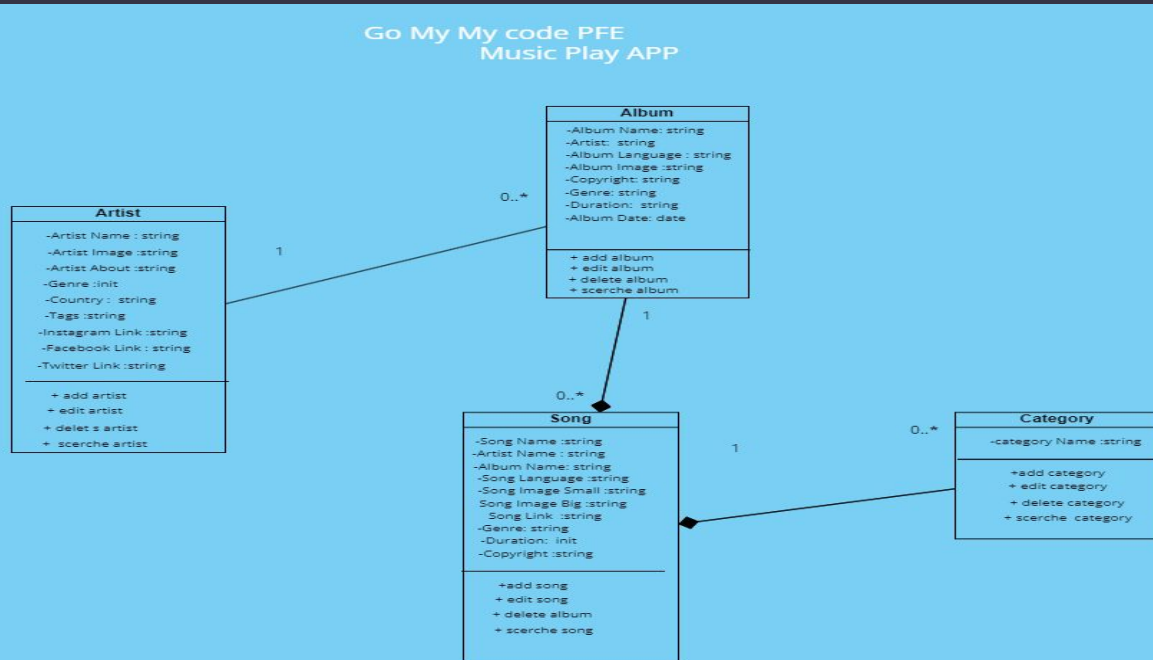 Go My My code PFE
Music Play APP
Album
-Album Name: string
-Artist:  string
-Album Language : string
-Album Image :string
-Copyright: string
-Genre: string
-Duration:  string
-Album Date: date
+ add album
+ edit album
+ delete album
+ scerche album
0..*
1
Artist
-Artist Name : string
-Artist Image :string
-Artist About :string
-Genre :init
-Country :  string
-Tags :string
-Instagram Link :string
-Facebook Link : string
-Twitter Link :string
+ add artist
+ edit artist
+ delet s artist
+  scerche artist
1
0..*
Song
-Song Name :string
-Artist Name : string
-Album Name: string
-Song Language :string
-Song Image Small :string
Song Image Big :string
Song Link  :string
-Genre: string
-Duration:  init
-Copyright :string
+add song
+ edit song
+ delete album
+ scerche song
1
0..*
Category
-category Name :string
+add category
+ edit category
+ delete category
+ scerche  category